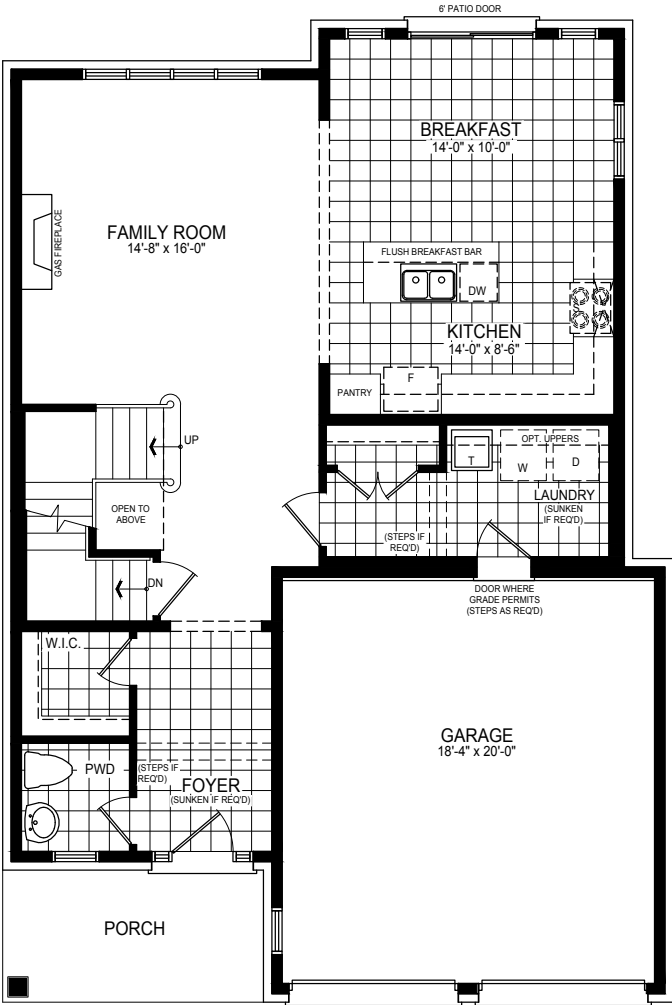 6' PATIO DOOR
BREAKFAST
14'-0" x 10'-0"
FAMILY ROOM
14'-8" x 16'-0"
GAS FIREPLACE
FLUSH BREAKFAST BAR
DW
KITCHEN
14'-0" x 8'-6"
PANTRY
F
UP
OPEN TO
ABOVE
DN
T
OPT. UPPERS
W
D
LAUNDRY
(SUNKEN
IF REQ'D)
(STEPS IF
REQ'D)
DOOR WHERE
GRADE PERMITS
(STEPS AS REQ'D)
W.I.C.
PWD
(STEPS IF
REQ'D)
FOYER
(SUNKEN IF REQ'D)
GARAGE
18'-4" x 20'-0"
PORCH